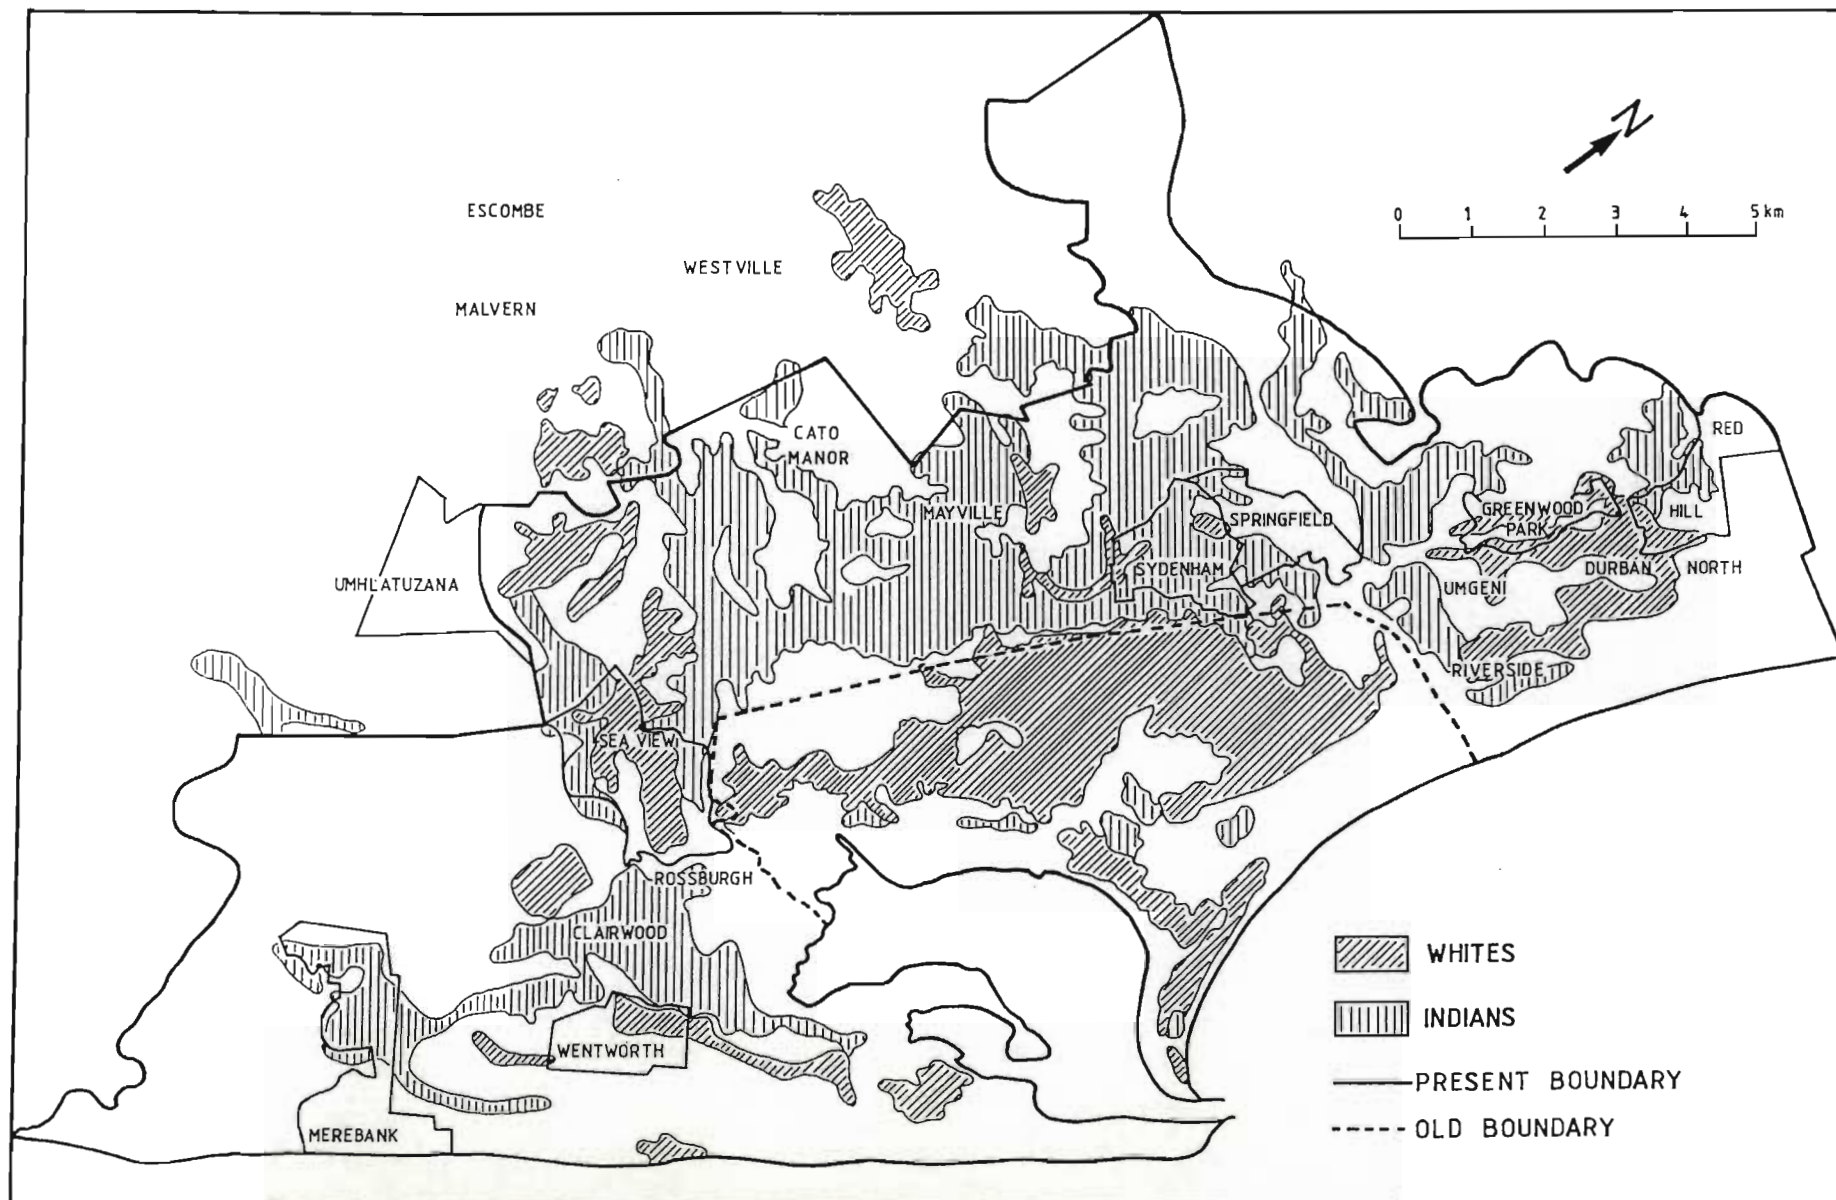 N
0 1 2 3 4 5 km
ESCOMBE
WESTVILLE
MALVERN
CATO
MANOR
RED
HILL
MAYVILLE
SPRINGFIELD
GREENWOOD
PARK
UMHLATUZANA
SYDENHAM
UMGENI
DURBAN NORTH
RIVERSIDE
SEA VIEW
ROSSBURGH
CLAIRWOOD
WENTWORTH
MEREBANK
WHITES
INDIANS
PRESENT BOUNDARY
OLD BOUNDARY